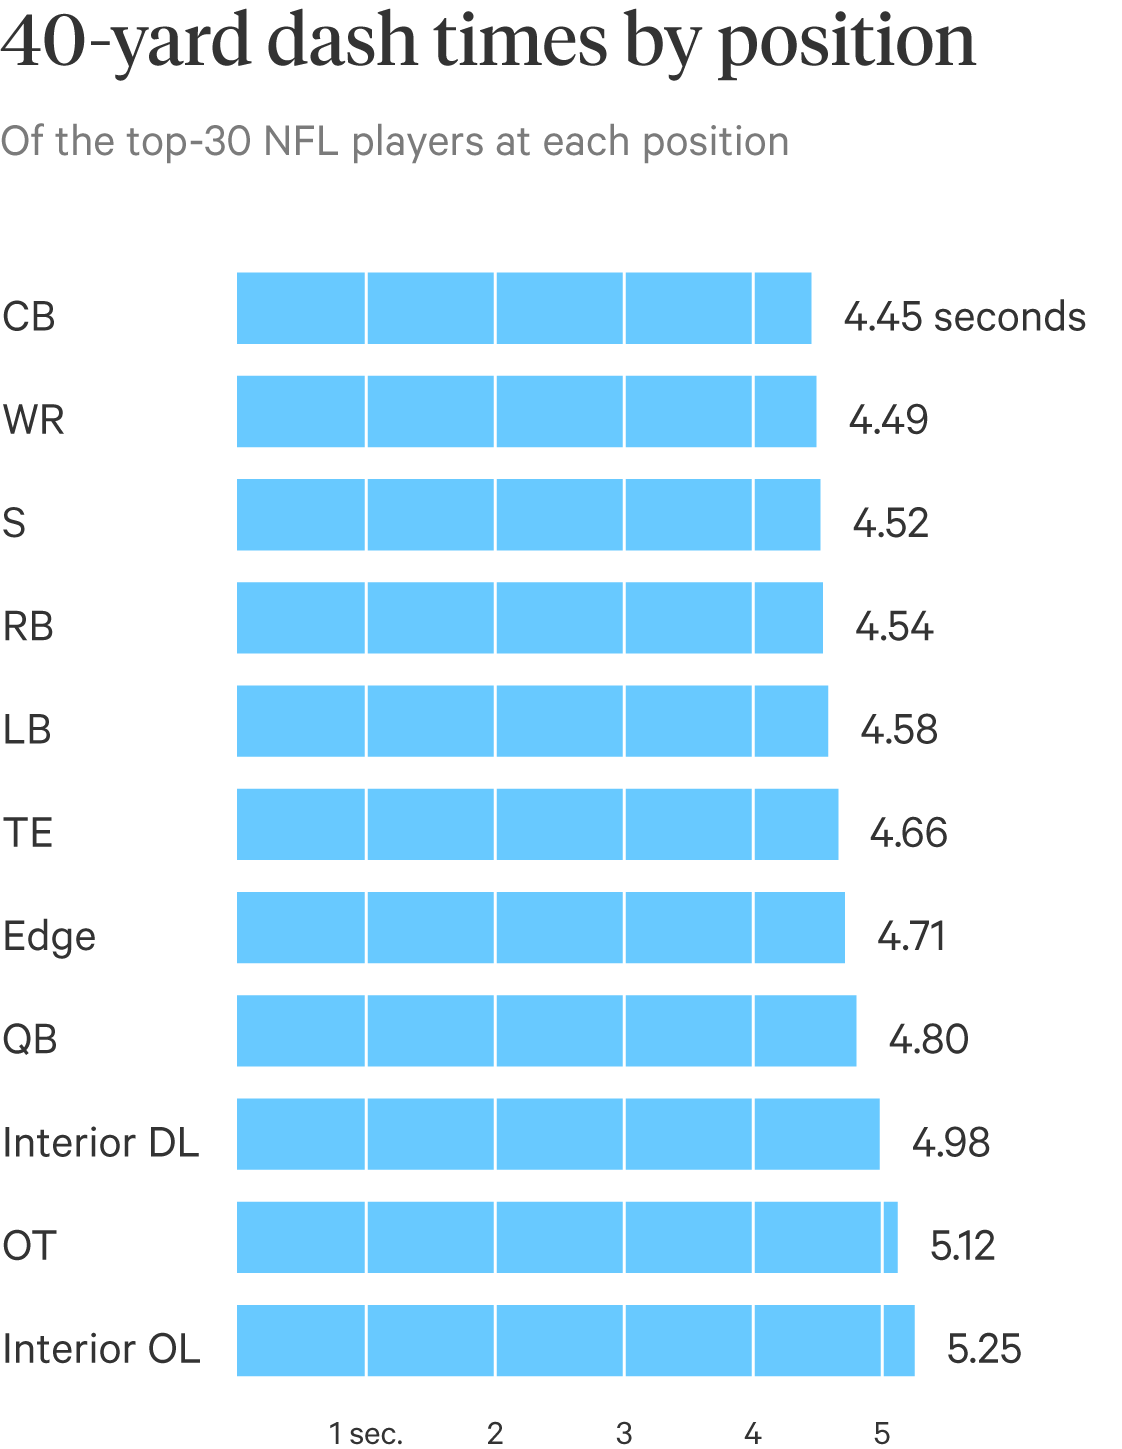 40-yard dash times by position
Of the top-30 NFL players at each position
CB 4.45 seconds
WR 4.49
S 4.52
RB 4.54
LB 4.58
TE 4.66
Edge 4.71
QB 4.80
Interior DL 4.98
OT 5.12
Interior OL 5.25
1 sec. 2 3 4 5